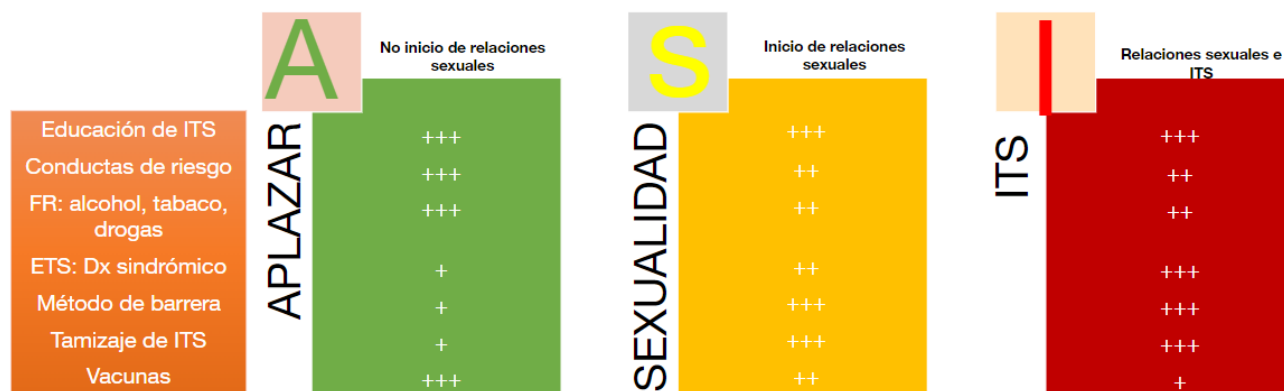 A
No inicio de relaciones
sexuales
S
Inicio de relaciones
sexuales
I
Relaciones sexuales e
ITS
Educación de ITS
Conductas de riesgo
FR: alcohol, tabaco,
drogas
ETS: Dx sindrómico
Método de barrera
Tamizaje de ITS
Vacunas
APLAZAR
+++
+++
+++
+
+
+
+++
SEXUALIDAD
+++
++
++
++
+++
+++
++
ITS
+++
++
++
+++
+++
+++
+